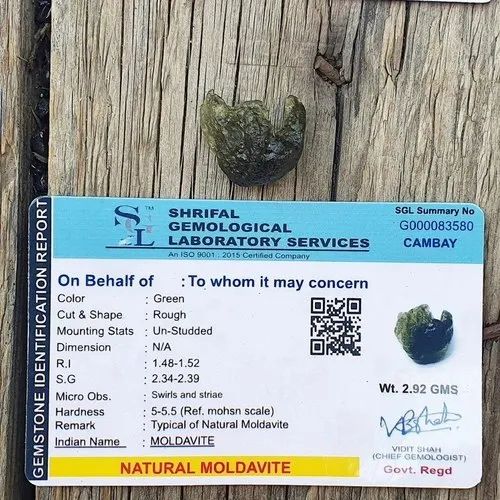 GEMSTONE IDENTIFICATION REPORT
SL
TM
SHRIFAL
GEMOLOGICAL
LABORATORY SERVICES
An ISO 9001 : 2015 Certified Company
SGL Summary No
G000083580
CAMBAY
On Behalf of : To whom it may concern
Color : Green
Cut & Shape : Rough
Mounting Stats : Un-Studded
Dimension : N/A
R.I : 1.48-1.52
S.G : 2.34-2.39
Micro Obs. : Swirls and striae
Hardness : 5-5.5 (Ref. mohsn scale)
Remark : Typical of Natural Moldavite
Indian Name : MOLDAVITE
NATURAL MOLDAVITE
Wt. 2.92 GMS
VIDIT SHAH
(CHIEF GEMOLOGIST)
Govt. Regd